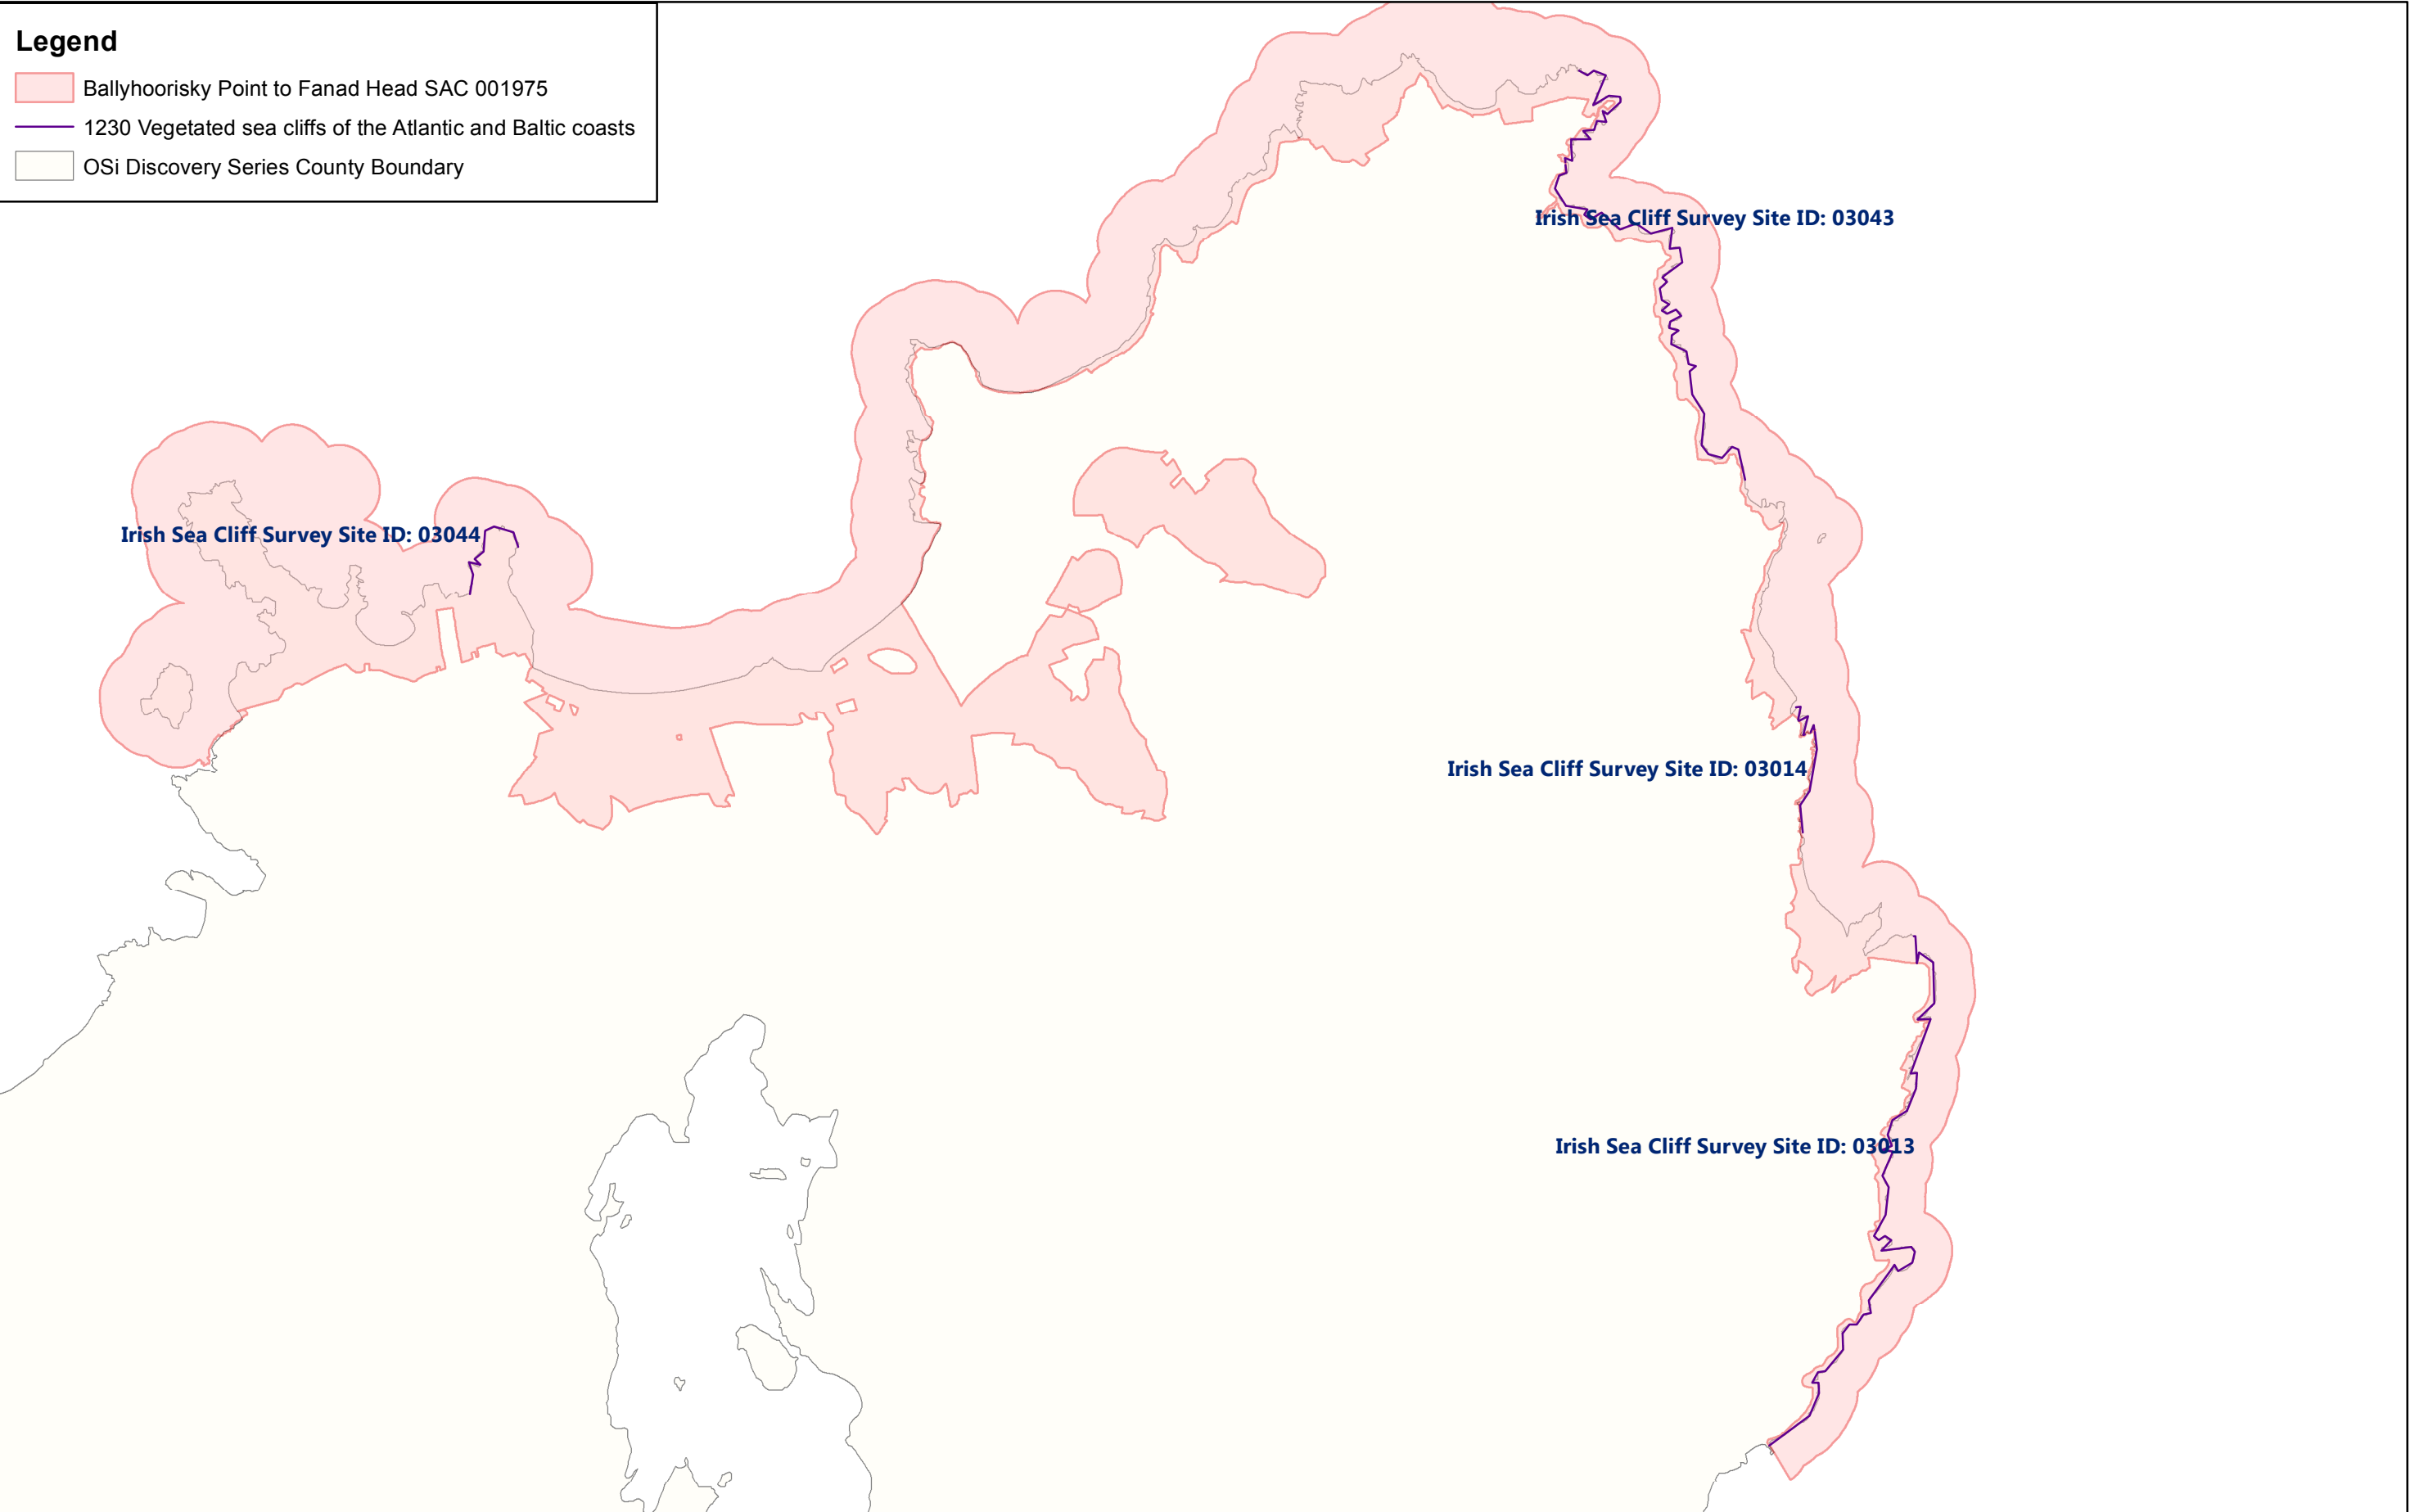 Legend
Ballyhoorisky Point to Fanad Head SAC 001975
1230 Vegetated sea cliffs of the Atlantic and Baltic coasts
OSi Discovery Series County Boundary
Irish Sea Cliff Survey Site ID: 03043
Irish Sea Cliff Survey Site ID: 03044
Irish Sea Cliff Survey Site ID: 03014
Irish Sea Cliff Survey Site ID: 03013